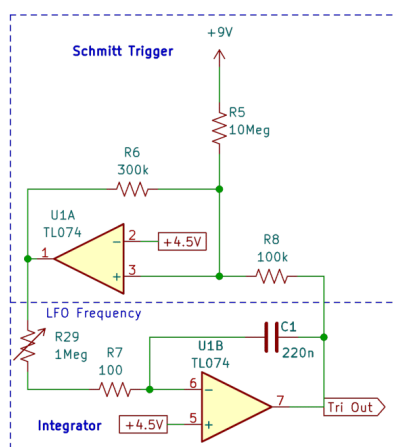 +9V
Schmitt Trigger
R5
10Meg
R6
300k
U1A
TL074
2
+4.5V
1
3
R8
100k
LFO Frequency
R29
1Meg
R7
100
C1
220n
U1B
TL074
6
7
Tri Out
Integrator
+4.5V
5